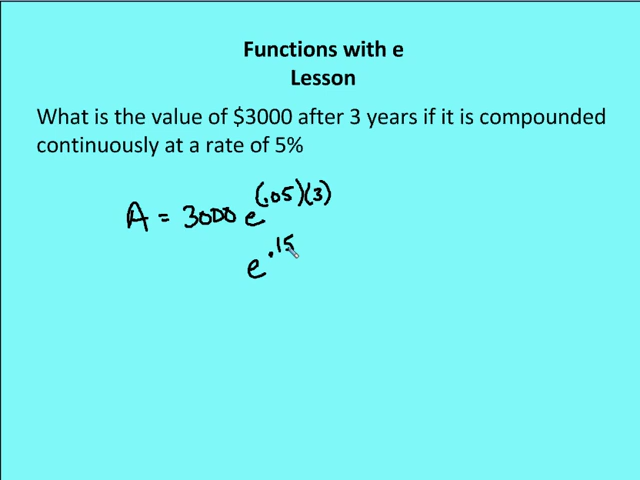 Functions with e
Lesson
What is the value of $3000 after 3 years if it is compounded
continuously at a rate of 5%
A = 3000 e^(.05)(3)
e^.15